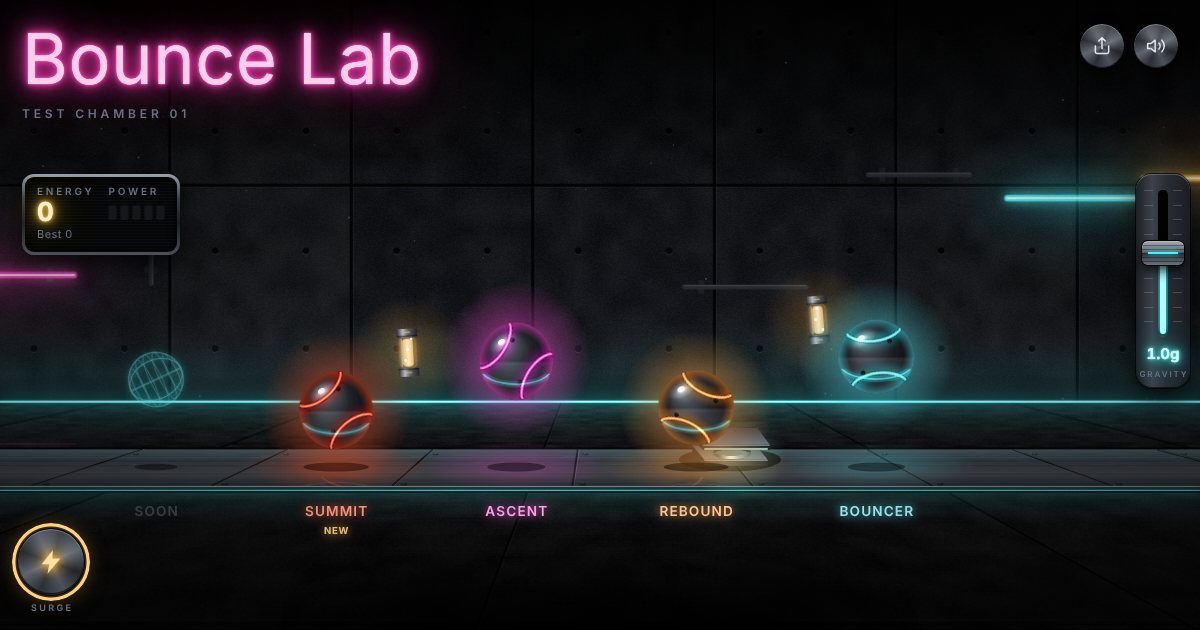 Bounce Lab
TEST CHAMBER 01
ENERGY POWER
0
Best 0
1.0g
GRAVITY
SOON
SUMMIT
NEW
ASCENT
REBOUND
BOUNCER
SURGE